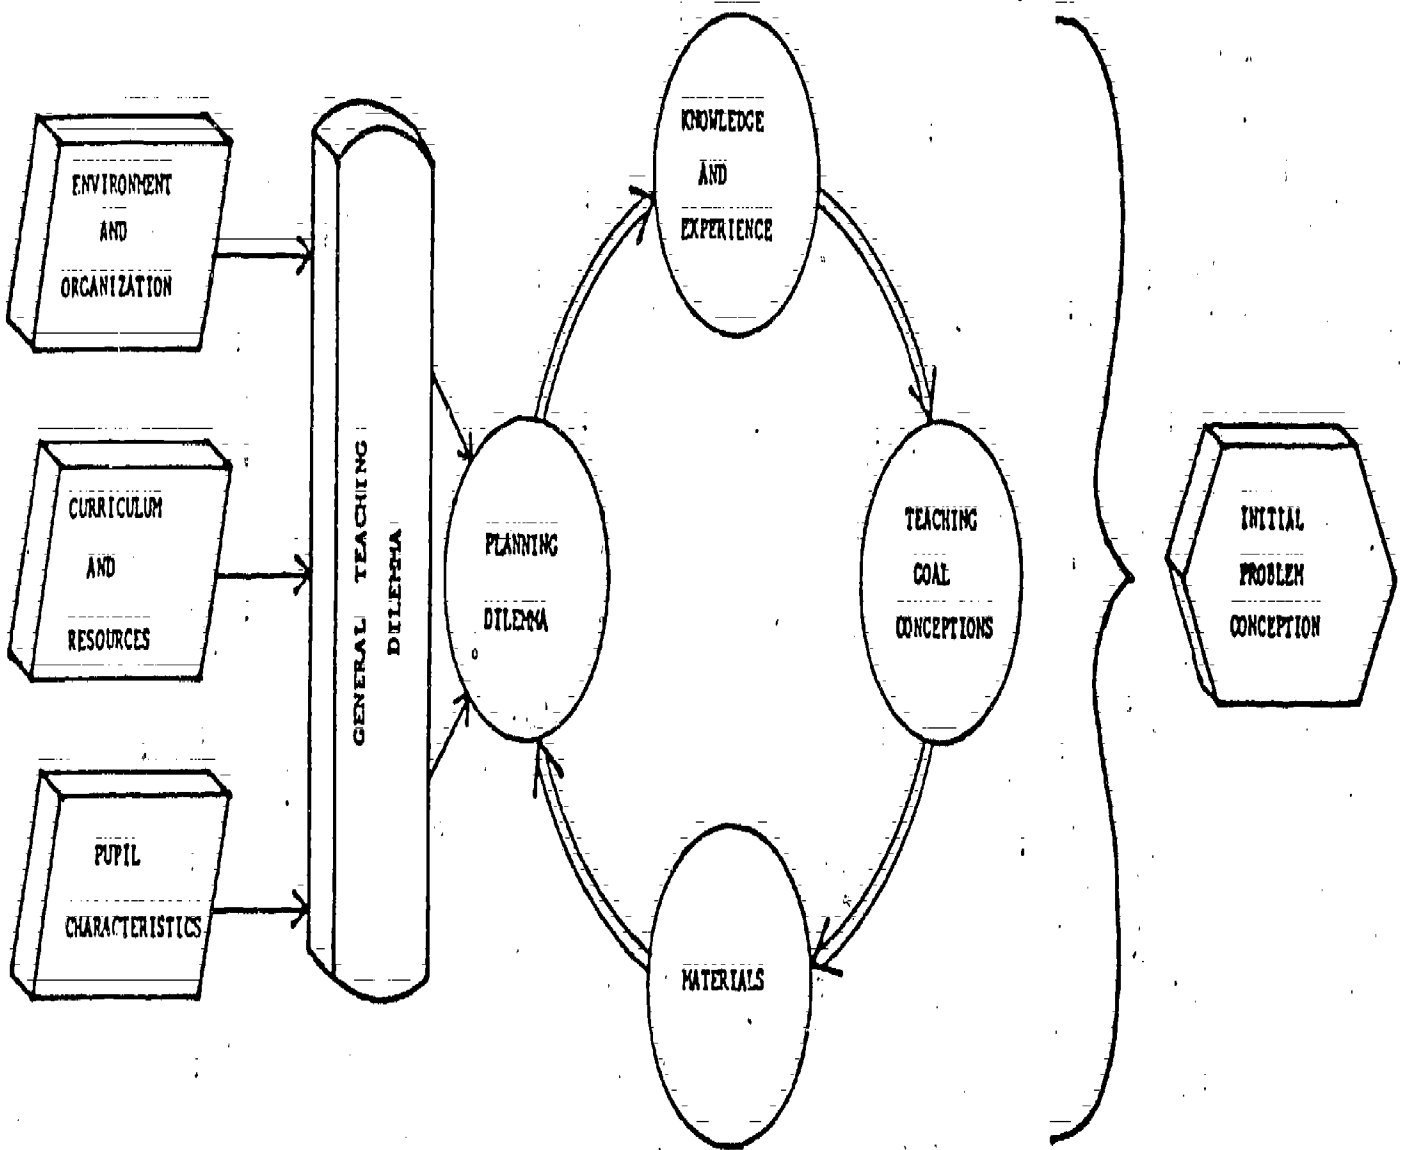 ENVIRONMENT
AND
ORGANIZATION
CURRICULUM
AND
RESOURCES
PUPIL
CHARACTERISTICS
GENERAL TEACHING
DILEMMA
PLANNING
DILEMMA
KNOWLEDGE
AND
EXPERIENCE
TEACHING
GOAL
CONCEPTIONS
MATERIALS
INITIAL
PROBLEM
CONCEPTION